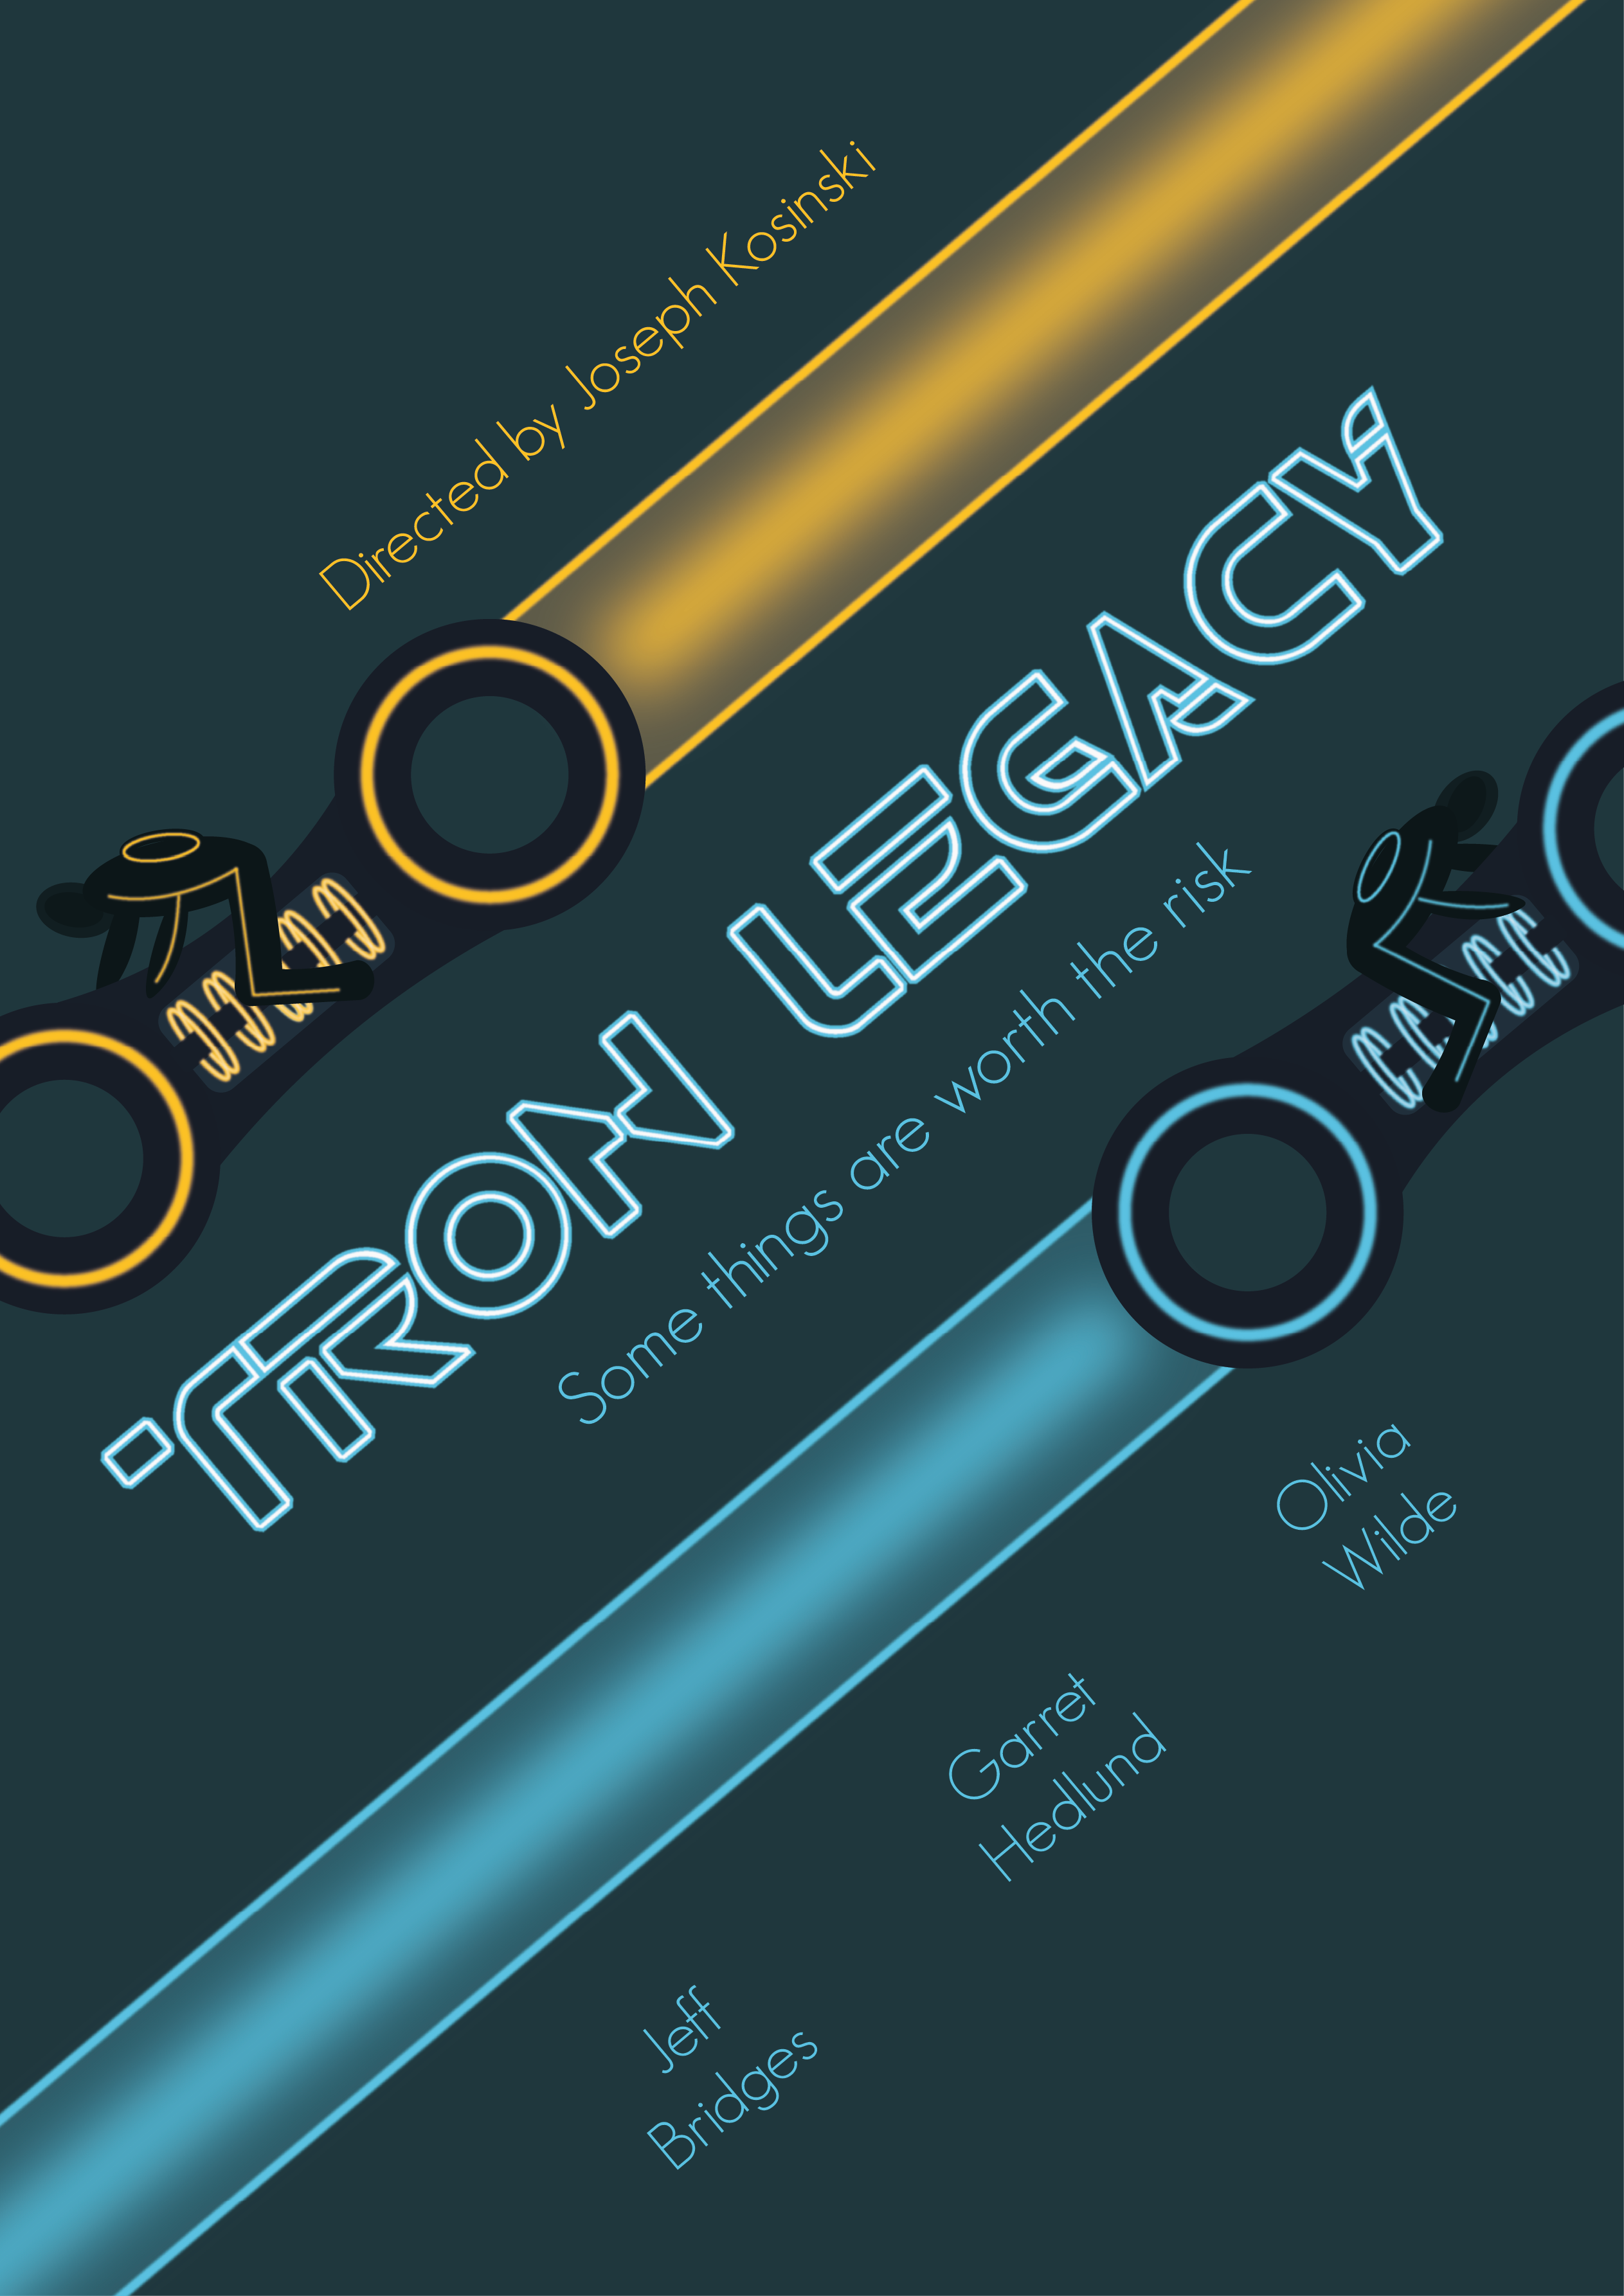 Directed by Joseph Kosinski
TRON LEGACY
Some things are worth the risk
Olivia
Wilde
Garret
Hedlund
Jeff
Bridges